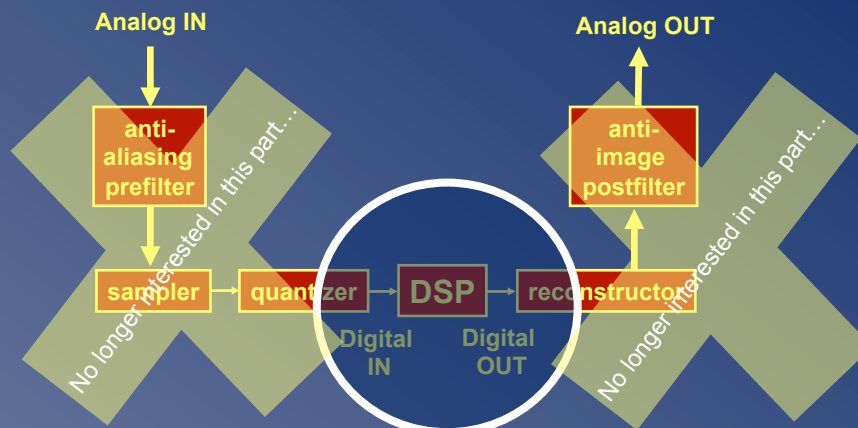 Analog IN
Analog OUT
anti-
aliasing
prefilter
anti-
image
postfilter
No longer interested in this part...
No longer interested in this part...
sampler
quantizer
DSP
reconstructor
Digital
IN
Digital
OUT